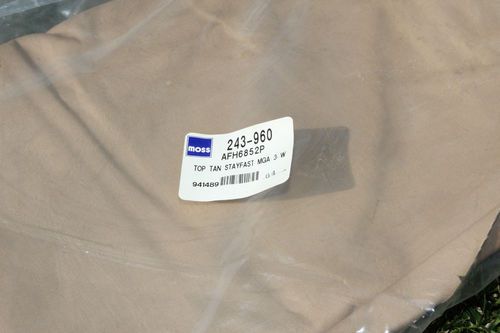 moss
243-960
AFH6852P
TOP TAN STAYFAST MGA 3 W
941489